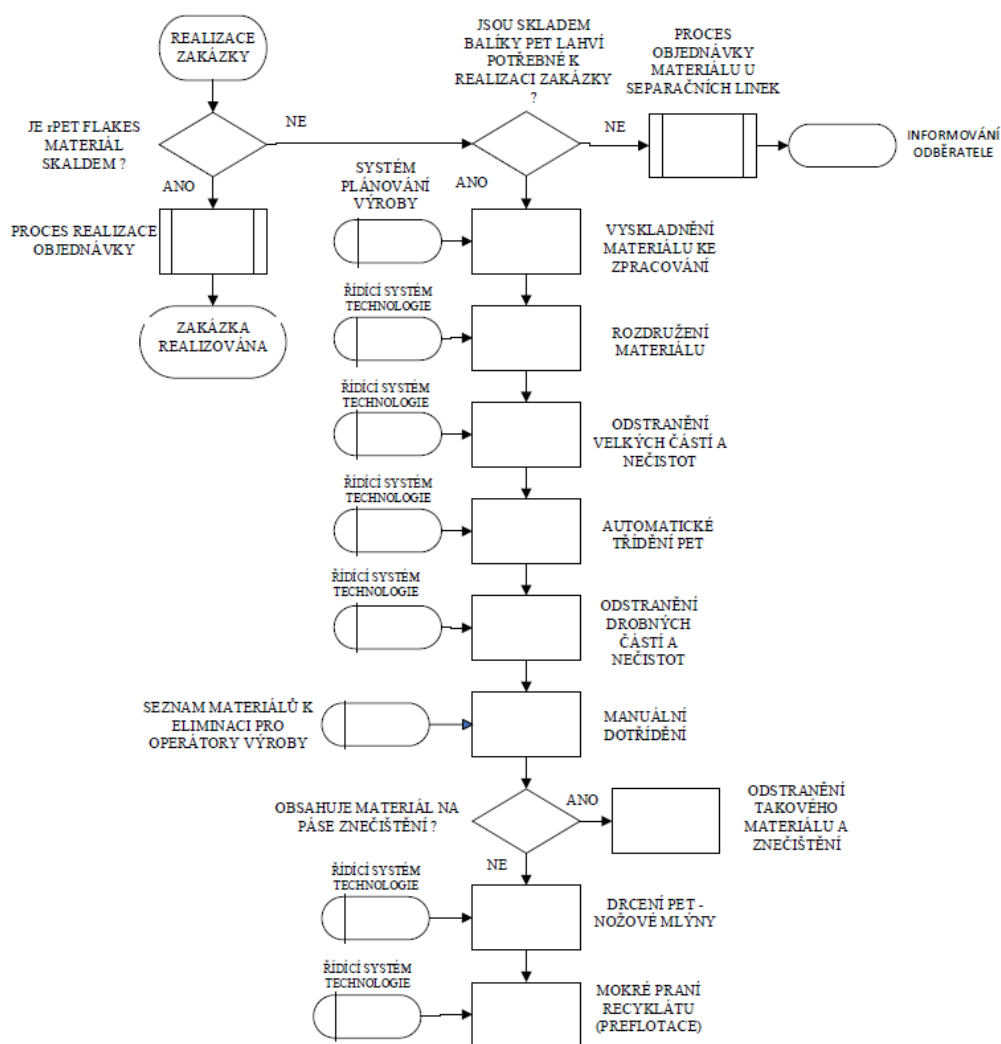 REALIZACE
ZAKÁZKY
JSOU SKLADEM
BALÍKY PET LAHVÍ
POTŘEBNÉ K
REALIZACI ZAKÁZKY
?
PROCES
OBJEDNÁVKY
MATERIÁLU U
SEPARAČNÍCH LINEK
JE rPET FLAKES
MATERIÁL
SKALDEM ?
NE
NE
INFORMOVÁNÍ
ODBĚRATELE
ANO
SYSTÉM
PLÁNOVÁNÍ
VÝROBY
ANO
PROCES REALIZACE
OBJEDNÁVKY
VYSKLADNĚNÍ
MATERIÁLU KE
ZPRACOVÁNÍ
ZAKÁZKA
REALIZOVÁNA
ŘÍDÍCÍ SYSTÉM
TECHNOLOGIE
ROZDRUŽENÍ
MATERIÁLU
ŘÍDÍCÍ SYSTÉM
TECHNOLOGIE
ODSTRANĚNÍ
VELKÝCH ČÁSTÍ A
NEČISTOT
ŘÍDÍCÍ SYSTÉM
TECHNOLOGIE
AUTOMATICKÉ
TŘÍDĚNÍ PET
ŘÍDÍCÍ SYSTÉM
TECHNOLOGIE
ODSTRANĚNÍ
DROBNÝCH
ČÁSTÍ A
NEČISTOT
SEZNAM MATERIÁLŮ K
ELIMINACI PRO
OPERÁTORY VÝROBY
MANUÁLNÍ
DOTŘÍDĚNÍ
OBSAHUJE MATERIÁL NA
PÁSE ZNEČIŠTĚNÍ ?
ANO
ODSTRANĚNÍ
TAKOVÉHO
MATERIÁLU A
ZNEČIŠTĚNÍ
NE
ŘÍDÍCÍ SYSTÉM
TECHNOLOGIE
DRCENÍ PET -
NOŽOVÉ MLÝNY
ŘÍDÍCÍ SYSTÉM
TECHNOLOGIE
MOKRÉ PRANÍ
RECYKLÁTU
(PREFLOTACE)